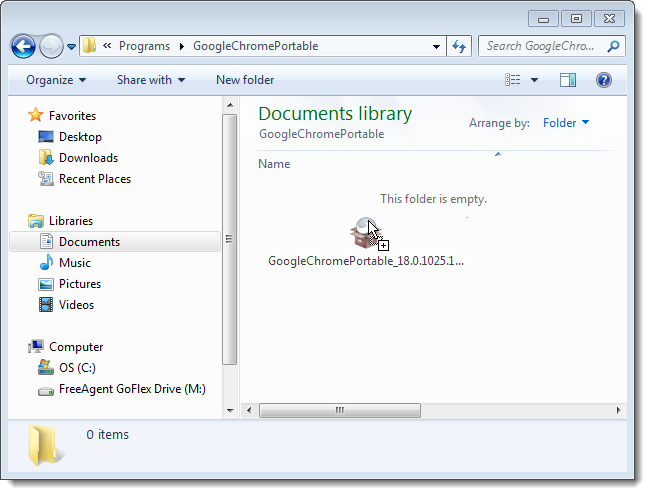 « Programs GoogleChromePortable
Search GoogleChro...
Organize Share with New folder
Favorites
Desktop
Downloads
Recent Places
Libraries
Documents
Music
Pictures
Videos
Computer
OS (C:)
FreeAgent GoFlex Drive (M:)
Documents library
GoogleChromePortable
Arrange by: Folder
Name
This folder is empty.
GoogleChromePortable_18.0.1025.1...
0 items